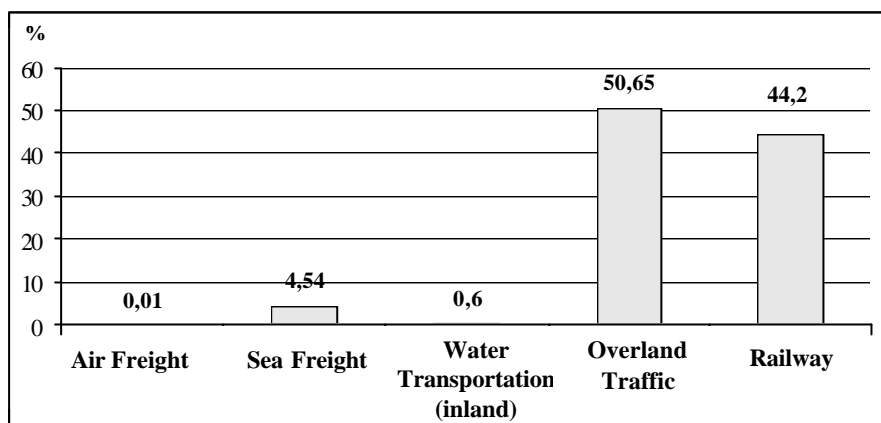 %
60
50
40
30
20
10
0
0,01
4,54
0,6
50,65
44,2
Air Freight
Sea Freight
Water
Transportation
(inland)
Overland
Traffic
Railway